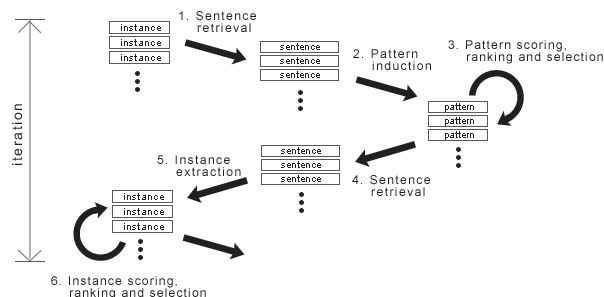 1. Sentence
retrieval
instance
instance
instance
sentence
sentence
sentence
2. Pattern
induction
3. Pattern scoring,
ranking and selection
pattern
pattern
pattern
iteration
sentence
sentence
sentence
4. Sentence
retrieval
5. Instance
extraction
instance
instance
instance
6. Instance scoring,
ranking and selection